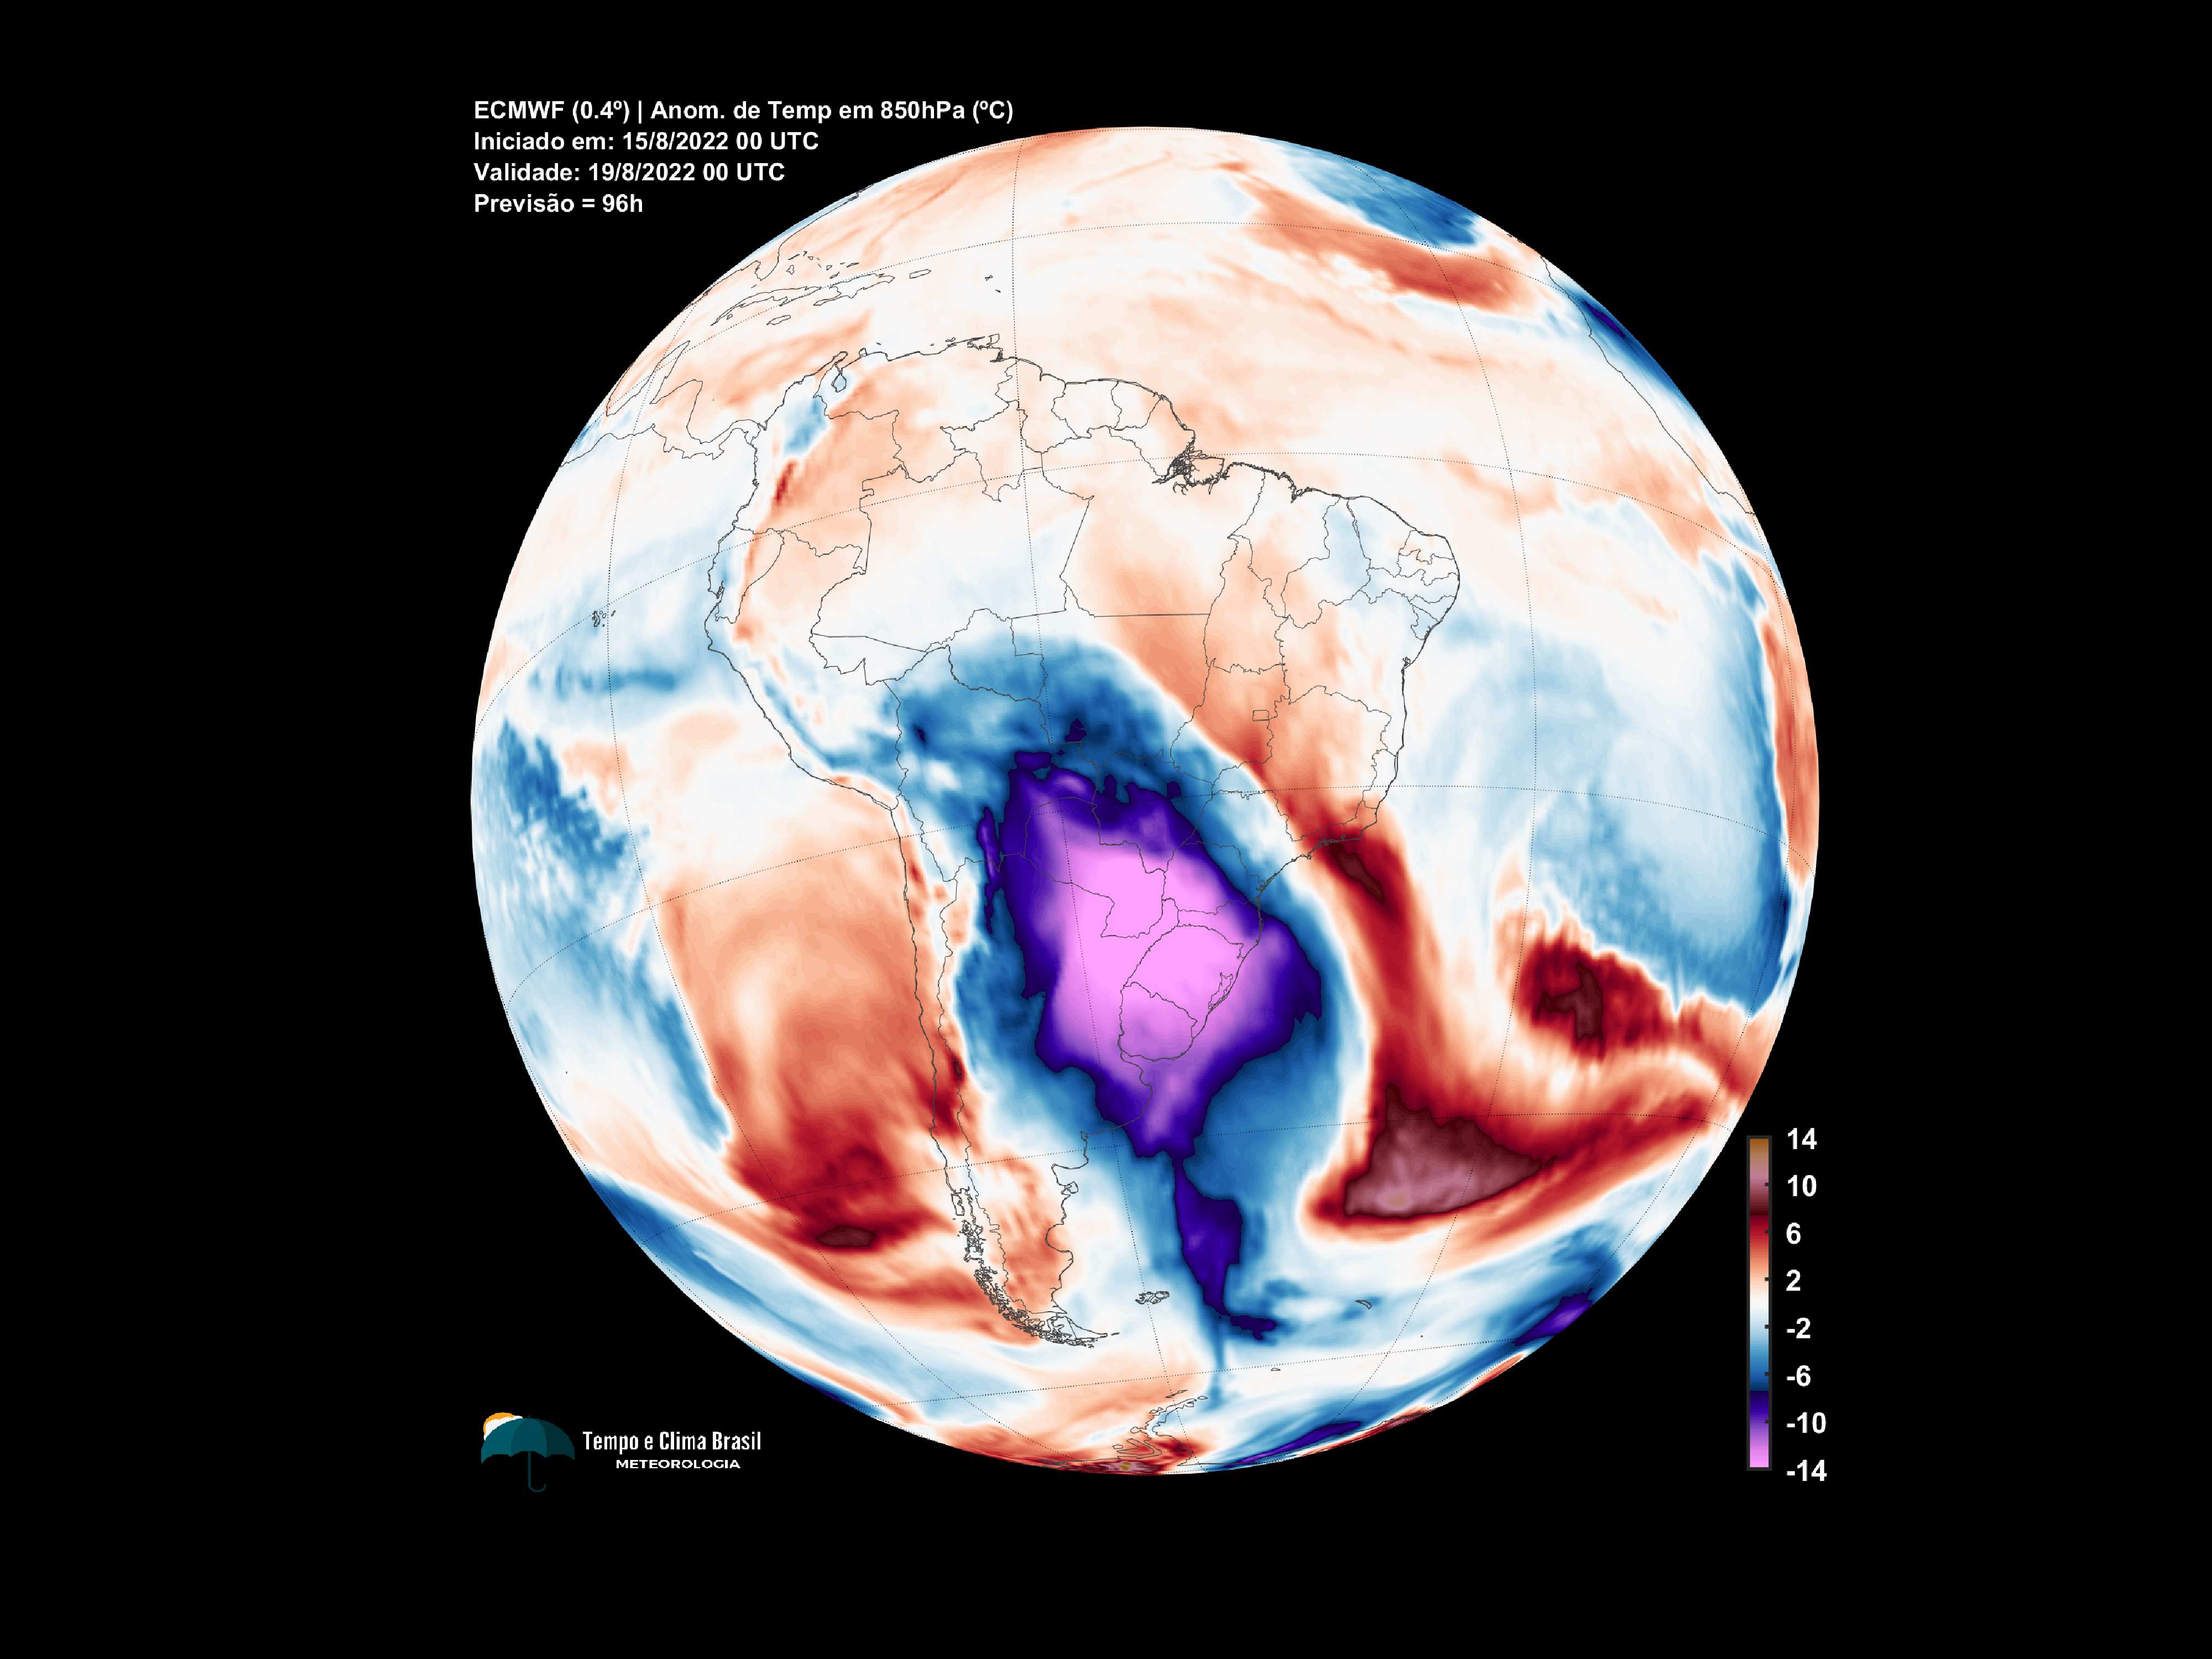 ECMWF (0.4º) | Anom. de Temp em 850hPa (ºC)
Iniciado em: 15/8/2022 00 UTC
Validade: 19/8/2022 00 UTC
Previsão = 96h
14
10
6
2
-2
-6
-10
-14
Tempo e Clima Brasil
METEOROLOGIA